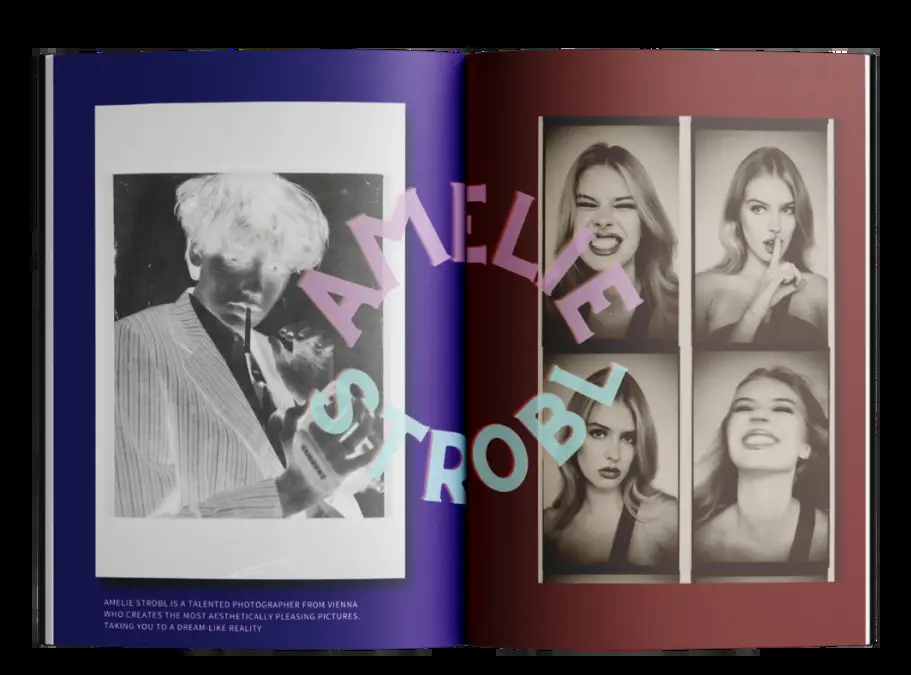 AMELIE
STROBL
AMELIE STROBL IS A TALENTED PHOTOGRAPHER FROM VIENNA
WHO CREATES THE MOST AESTHETICALLY PLEASING PICTURES.
TAKING YOU TO A DREAM-LIKE REALITY